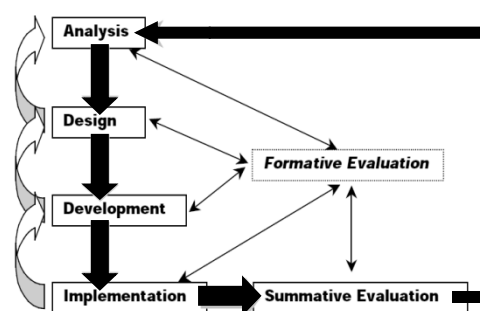 Analysis
Design
Formative Evaluation
Development
Implementation
Summative Evaluation